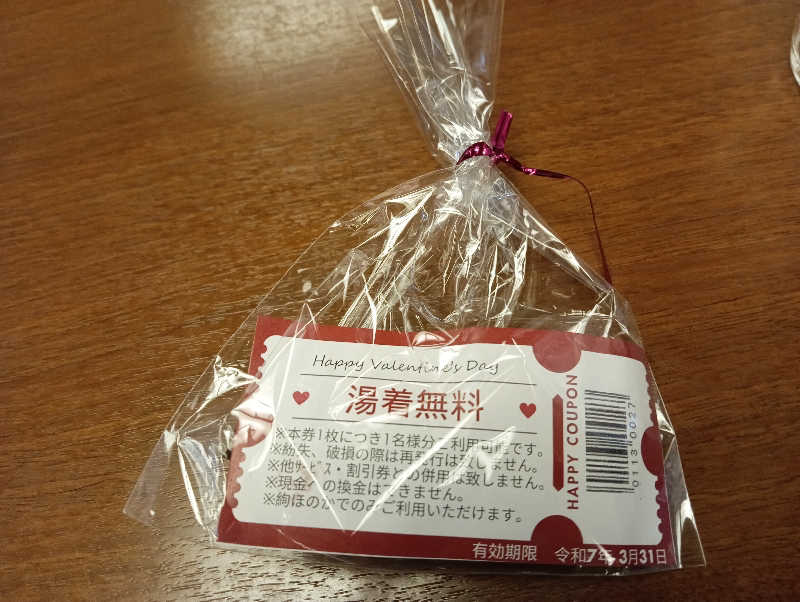 Happy Valentine's Day
湯着無料
※本券1枚につき1名様分ご利用可能です。
※紛失、破損の際は再発行は致しません。
※他サービス・割引券との併用は致しません。
※現金への換金はできません。
※絢ほのかでのみご利用いただけます。
HAPPY COUPON
01130027
有効期限 令和7年 3月31日